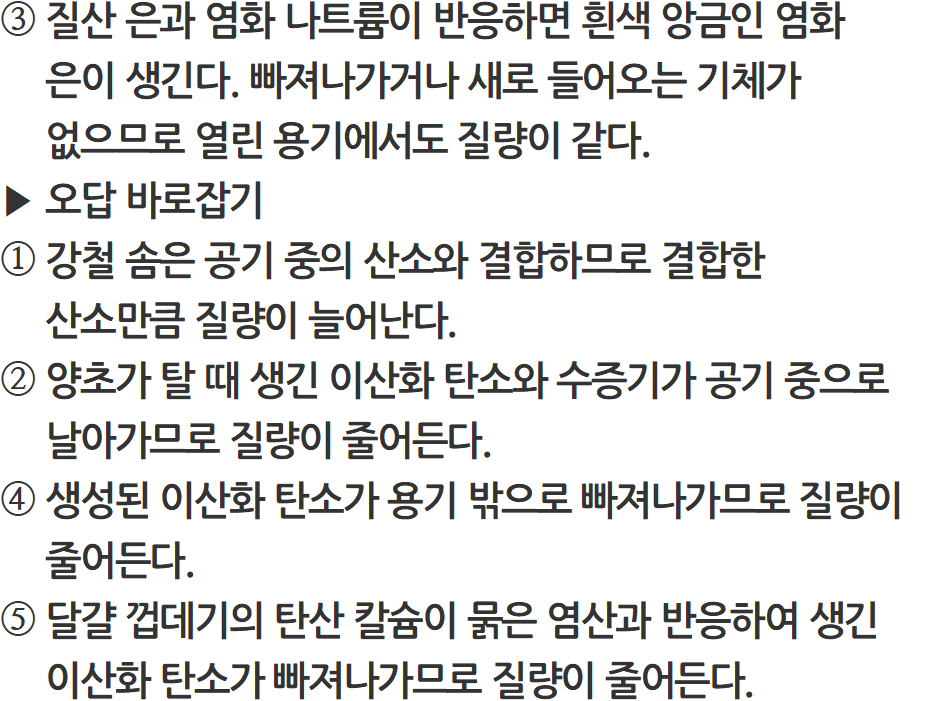 ③ 질산 은과 염화 나트륨이 반응하면 흰색 앙금인 염화
은이 생긴다. 빠져나가거나 새로 들어오는 기체가
없으므로 열린 용기에서도 질량이 같다.
▶ 오답 바로잡기
① 강철 솜은 공기 중의 산소와 결합하므로 결합한
산소만큼 질량이 늘어난다.
② 양초가 탈 때 생긴 이산화 탄소와 수증기가 공기 중으로
날아가므로 질량이 줄어든다.
④ 생성된 이산화 탄소가 용기 밖으로 빠져나가므로 질량이
줄어든다.
⑤ 달걀 껍데기의 탄산 칼슘이 묽은 염산과 반응하여 생긴
이산화 탄소가 빠져나가므로 질량이 줄어든다.